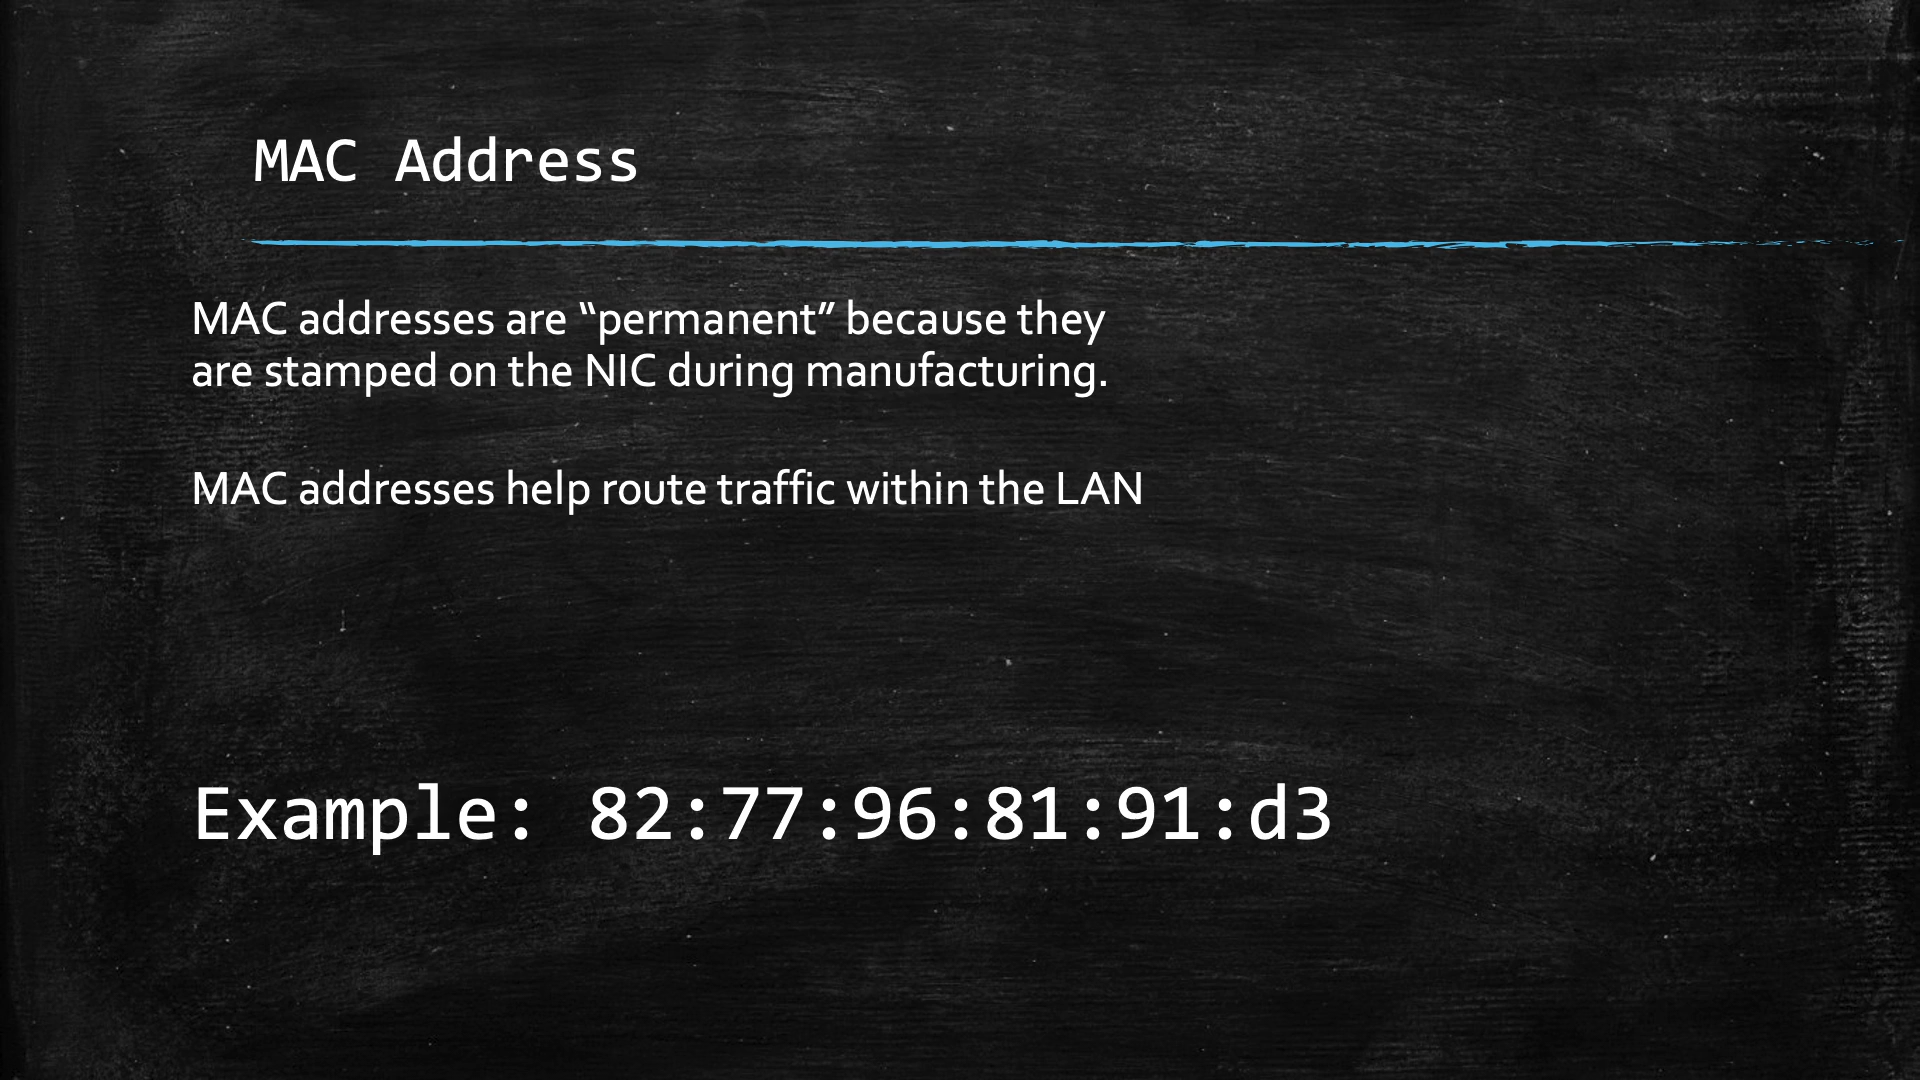 MAC Address
MAC addresses are “permanent” because they
are stamped on the NIC during manufacturing.
MAC addresses help route traffic within the LAN
Example: 82:77:96:81:91:d3